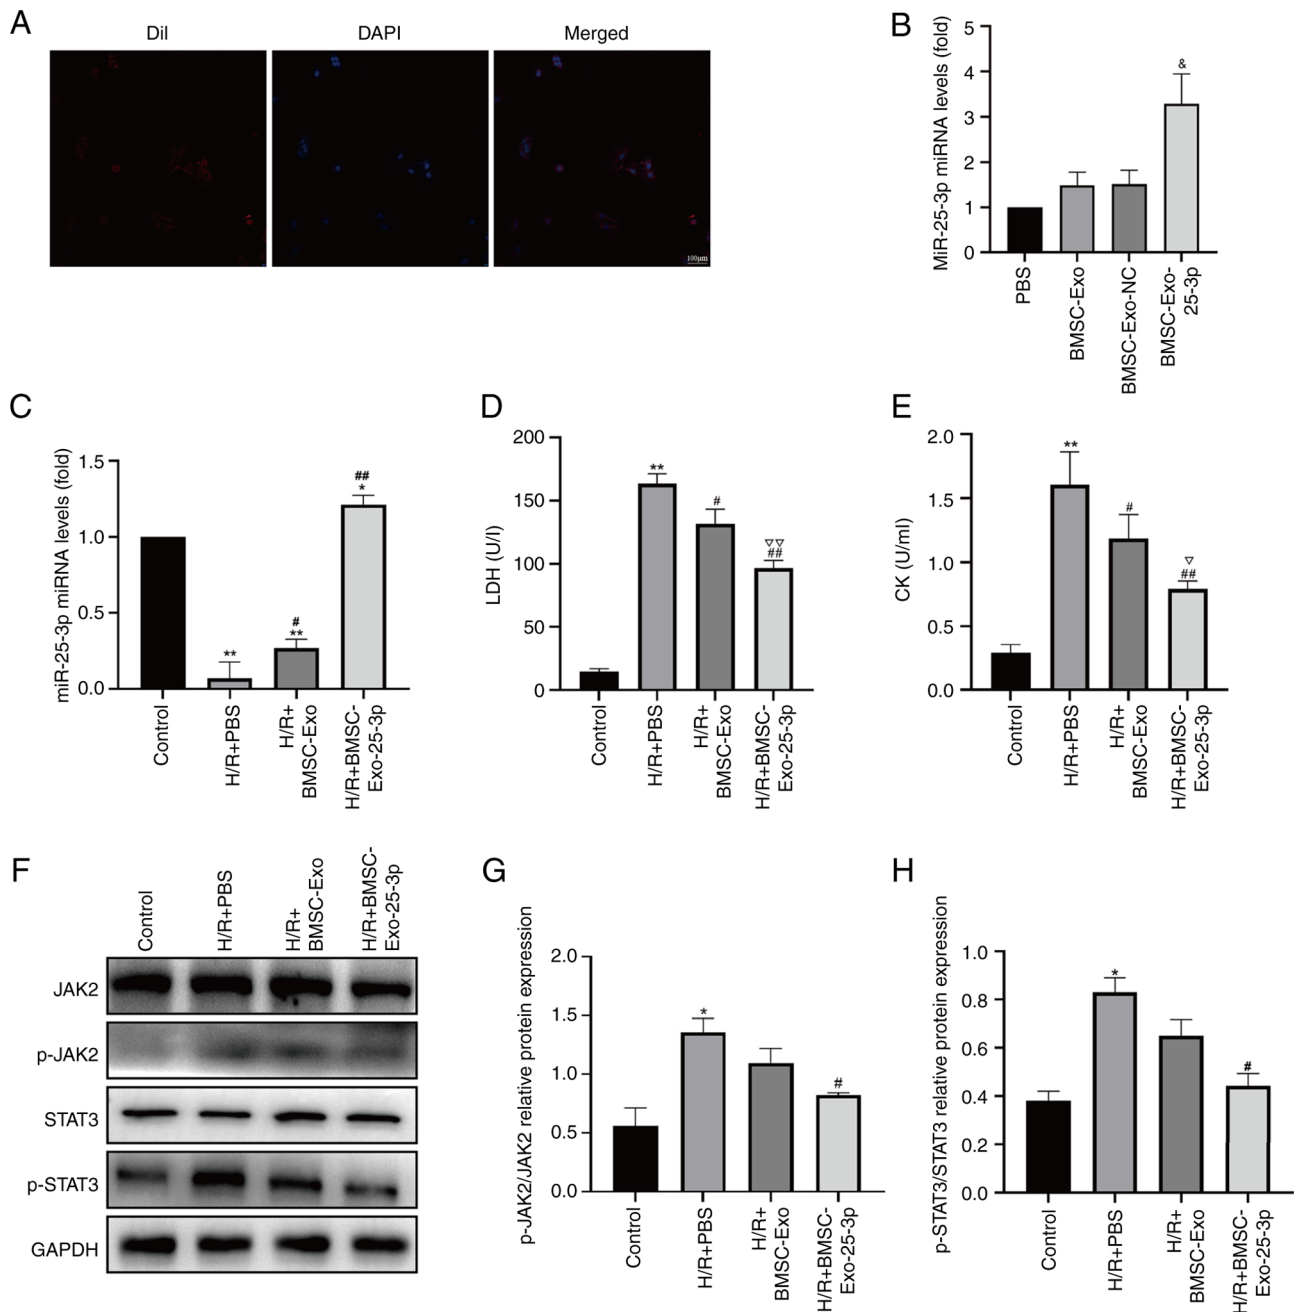 A
DiI
DAPI
Merged
100μm
B
MiR-25-3p miRNA levels (fold)
5
4
3
2
1
0
&
PBS
BMSC-Exo
BMSC-Exo-NC
BMSC-Exo-
25-3p
C
miR-25-3p miRNA levels (fold)
1.5
1.0
0.5
0.0
**
#
**
##
*
Control
H/R+PBS
H/R+
BMSC-Exo
H/R+BMSC-
Exo-25-3p
D
LDH (U/l)
200
150
100
50
0
**
#
▽▽
##
Control
H/R+PBS
H/R+
BMSC-Exo
H/R+BMSC-
Exo-25-3p
E
CK (U/ml)
2.0
1.5
1.0
0.5
0.0
**
#
▽
##
Control
H/R+PBS
H/R+
BMSC-Exo
H/R+BMSC-
Exo-25-3p
F
Control
H/R+PBS
H/R+
BMSC-Exo
H/R+BMSC-
Exo-25-3p
JAK2
p-JAK2
STAT3
p-STAT3
GAPDH
G
p-JAK2/JAK2 relative protein expression
2.0
1.5
1.0
0.5
0.0
*
#
Control
H/R+PBS
H/R+
BMSC-Exo
H/R+BMSC-
Exo-25-3p
H
p-STAT3/STAT3 relative protein expression
1.0
0.8
0.6
0.4
0.2
0.0
*
#
Control
H/R+PBS
H/R+
BMSC-Exo
H/R+BMSC-
Exo-25-3p